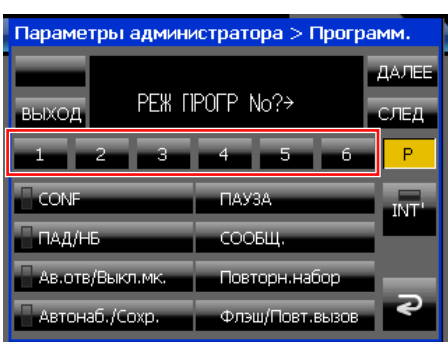 Параметры администратора > Программ.
ДАЛЕЕ
РЕЖ ПРОГР No?→
ВЫХОД
СЛЕД
1 2 3 4 5 6 P
CONF ПАУЗА INT'
ПАД/НБ СООБЩ.
Ав.отв/Выкл.мк. Повторн.набор
Автонаб./Сохр. Флэш/Повт.вызов